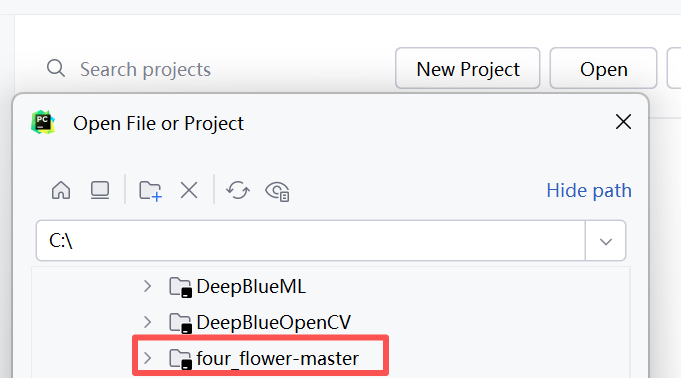 Search projects
New Project
Open
PC
Open File or Project
Hide path
C:\
DeepBlueML
DeepBlueOpenCV
four_flower-master